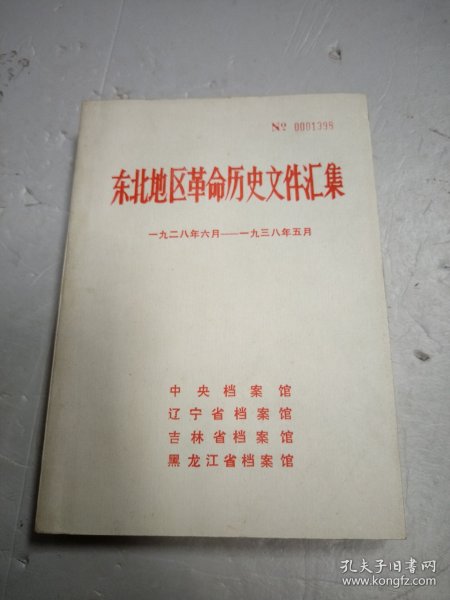 № 0001398
东北地区革命历史文件汇集
一九二八年六月——一九三八年五月
中央档案馆
辽宁省档案馆
吉林省档案馆
黑龙江省档案馆
孔夫子旧书网
www.kongfz.com